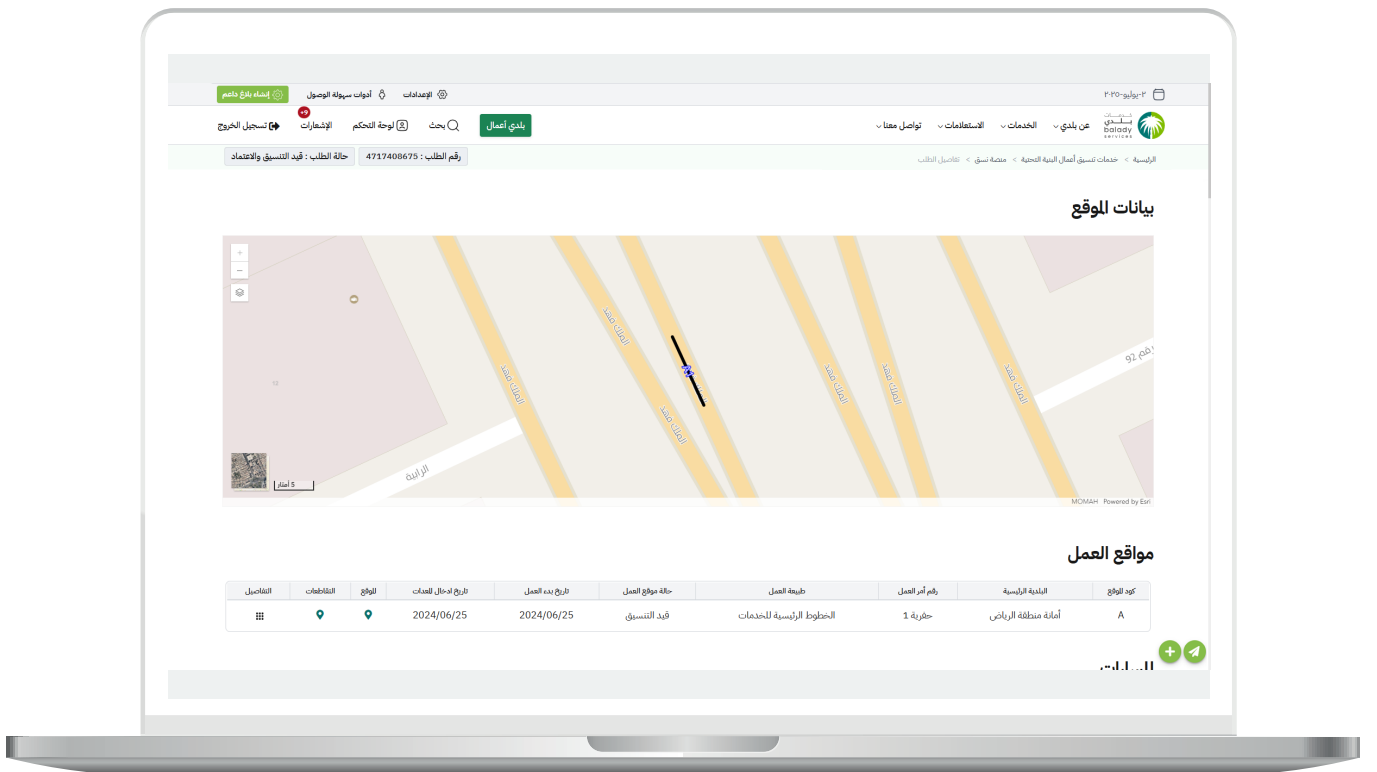 ٢-يوليو-٢٠٢٥
الإعدادات
أدوات سهولة الوصول
إنشاء بلاغ داعم
خدمات
بلدي
balady
services
عن بلدي
الخدمات
الاستعلامات
تواصل معنا
بلدي أعمال
بحث
لوحة التحكم
الإشعارات
+9
تسجيل الخروج
الرئيسية > خدمات تنسيق أعمال البنية التحتية > منصة نسق > تفاصيل الطلب
رقم الطلب : 4717408675
حالة الطلب : قيد التنسيق والاعتماد
بيانات الموقع
+
−
الملك فهد
الملك فهد
الملك فهد
الملك فهد
الملك فهد
الملك فهد
رقم 92
الرابية
5 أمتار
MOMAH Powered by Esri
مواقع العمل
كود الموقع البلدية الرئيسية رقم أمر العمل طبيعة العمل حالة موقع العمل تاريخ بدء العمل تاريخ ادخال المعدات الموقع التقاطعات التفاصيل
A أمانة منطقة الرياض حفرية 1 الخطوط الرئيسية للخدمات قيد التنسيق 2024/06/25 2024/06/25